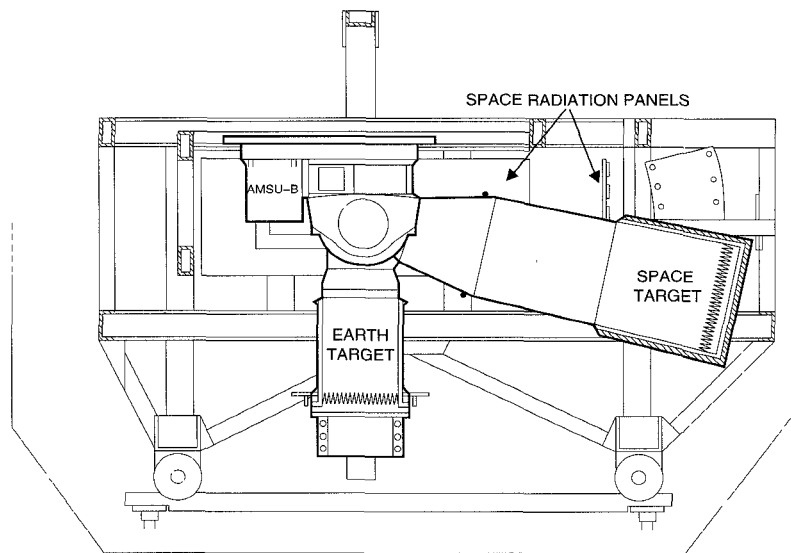 SPACE RADIATION PANELS
AMSU-B
SPACE
TARGET
EARTH
TARGET